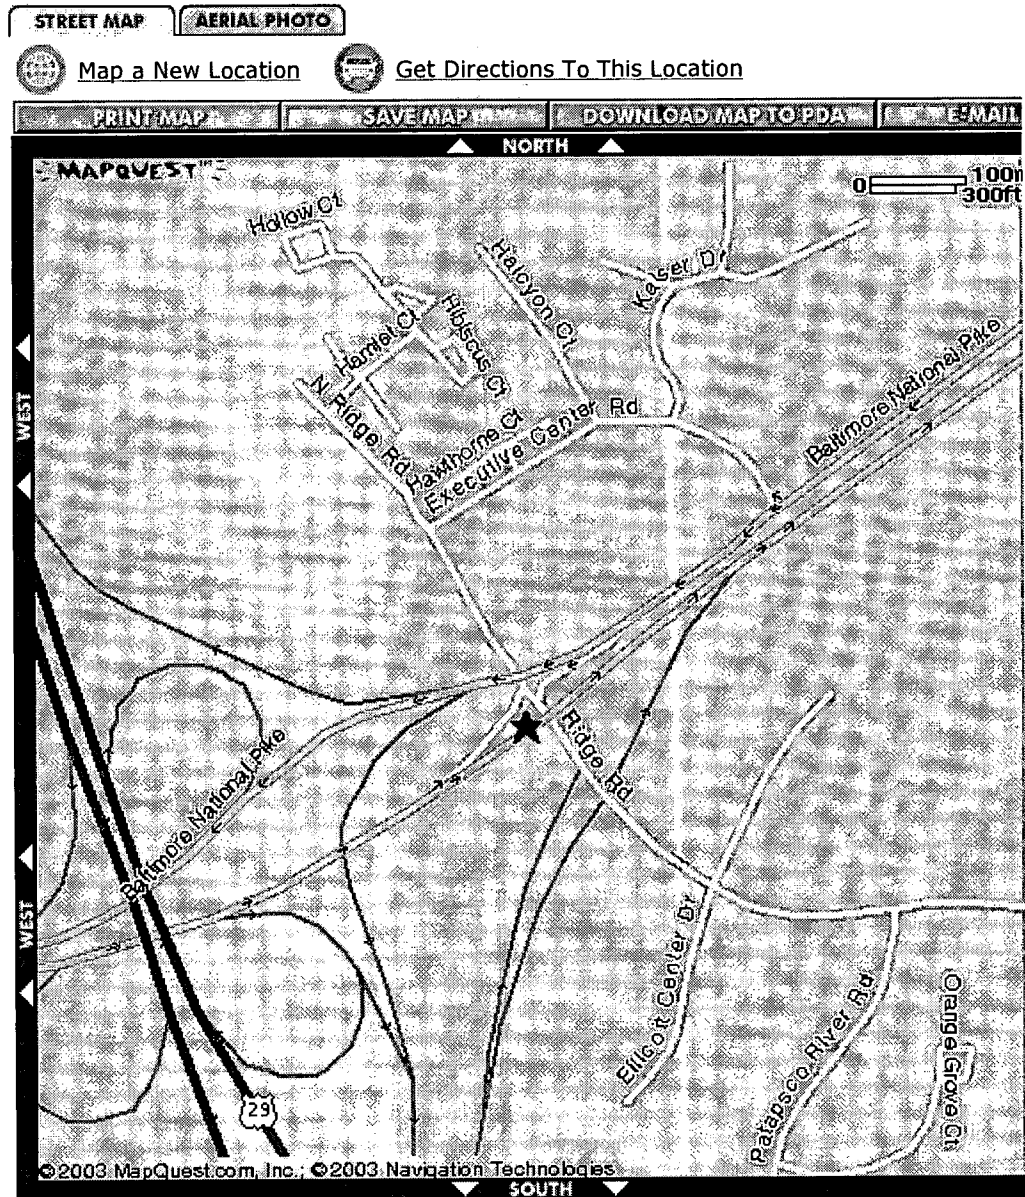 STREET MAP
AERIAL PHOTO
Map a New Location
Get Directions To This Location
PRINT MAP
SAVE MAP
DOWNLOAD MAP TO PDA
E-MAIL
NORTH
MAPQUEST
0
100m
300ft
Hollow Ct
Halcyon Ct
Kaiser Dr
Hibiscus Ct
Hamlet Ct
N Ridge Rd
Hawthorne Ct
Executive Center Rd
Baltimore National Pike
WEST
Ridge Rd
Baltimore National Pike
WEST
Ellicott Center Dr
Patapsco River Rd
Orange Grove Ct
29
©2003 MapQuest.com, Inc.; ©2003 Navigation Technologies
SOUTH